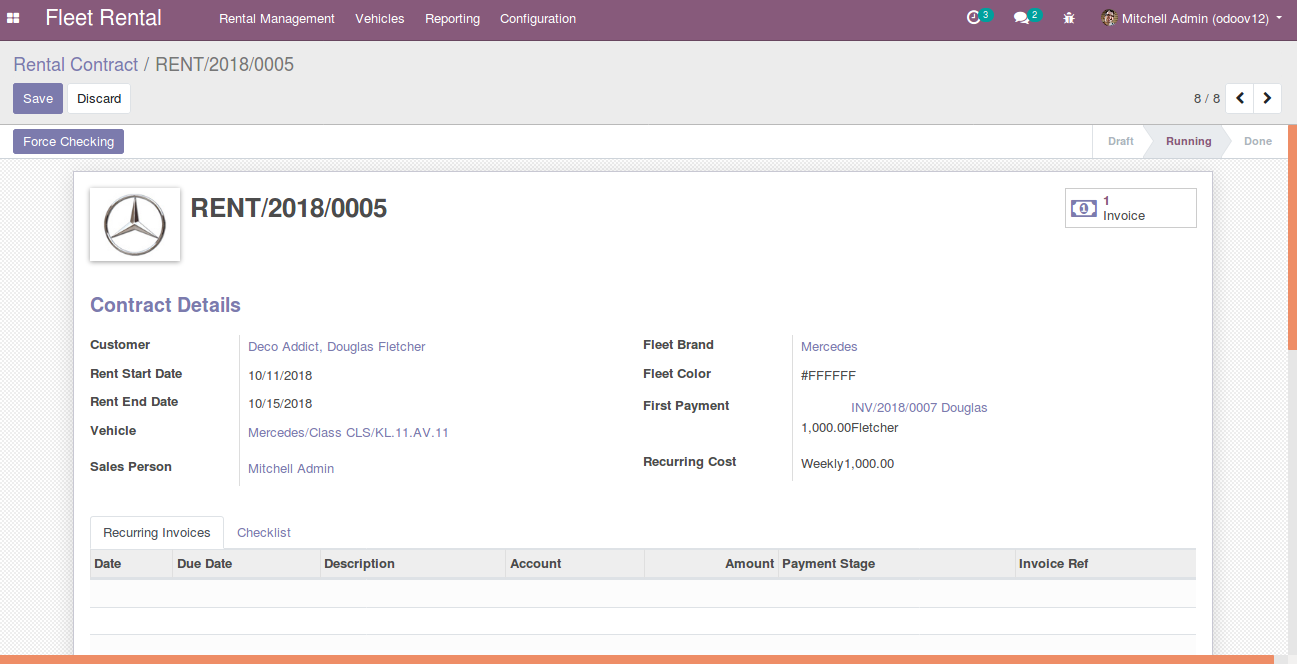 Fleet Rental Rental Management Vehicles Reporting Configuration 3 2 Mitchell Admin (odoov12)
Rental Contract / RENT/2018/0005
Save Discard 8 / 8
Force Checking Draft Running Done
RENT/2018/0005
1
Invoice
Contract Details
Customer Deco Addict, Douglas Fletcher
Rent Start Date 10/11/2018
Rent End Date 10/15/2018
Vehicle Mercedes/Class CLS/KL.11.AV.11
Sales Person Mitchell Admin
Fleet Brand Mercedes
Fleet Color #FFFFFF
First Payment INV/2018/0007 Douglas
1,000.00Fletcher
Recurring Cost Weekly1,000.00
Recurring Invoices Checklist
Date Due Date Description Account Amount Payment Stage Invoice Ref